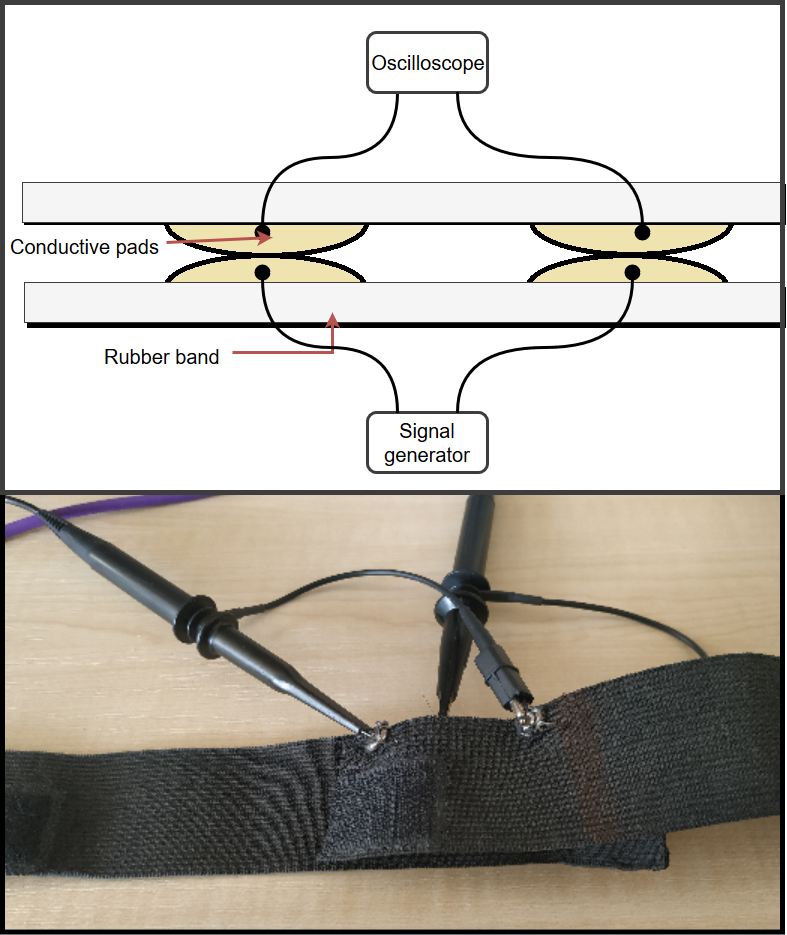 Oscilloscope
Conductive pads
Rubber band
Signal
generator